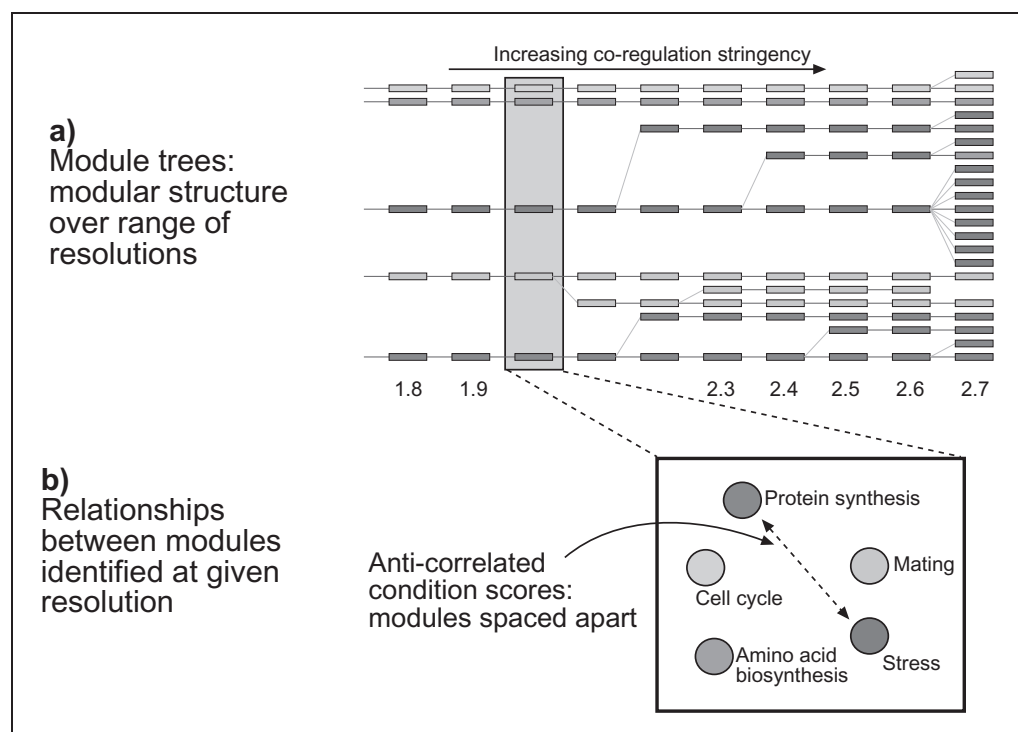 Increasing co-regulation stringency
a)
Module trees:
modular structure
over range of
resolutions
1.8 1.9 2.3 2.4 2.5 2.6 2.7
b)
Relationships
between modules
identified at given
resolution
Anti-correlated
condition scores:
modules spaced apart
Protein synthesis
Mating
Cell cycle
Amino acid
biosynthesis
Stress